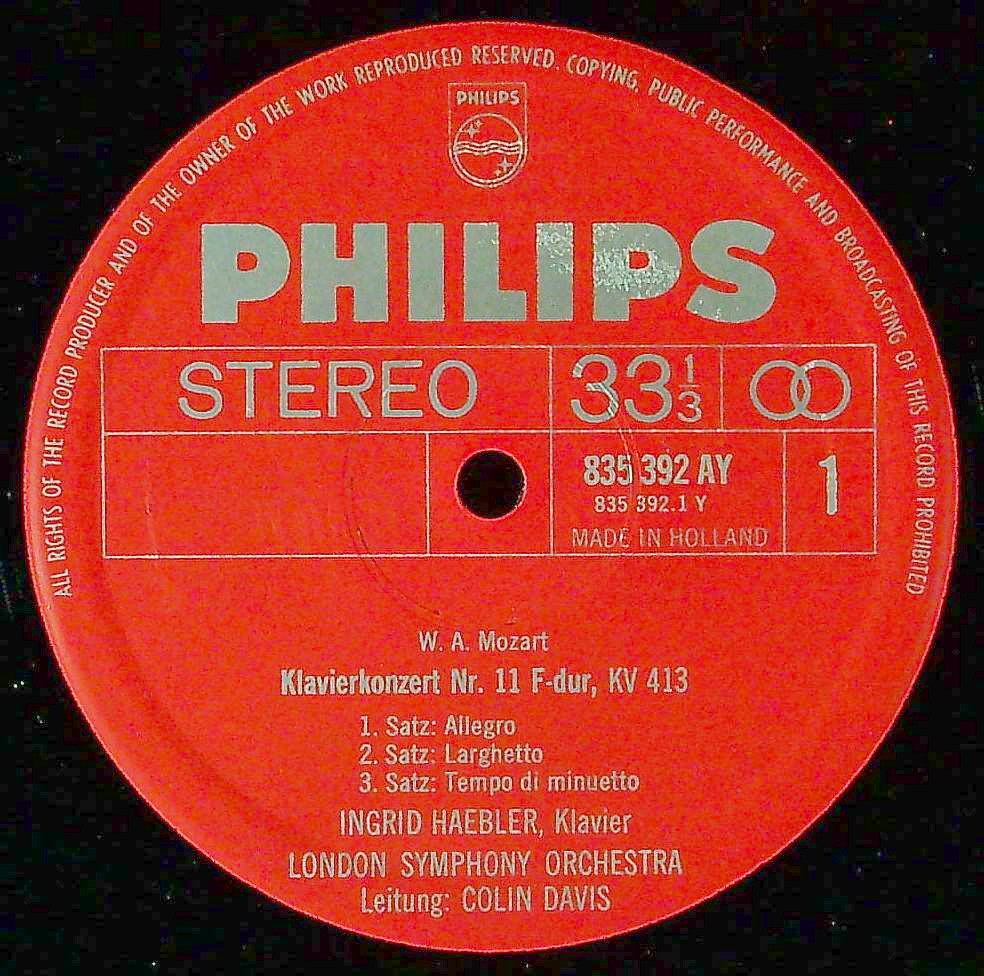 ALL RIGHTS OF THE RECORD PRODUCER AND OF THE OWNER OF THE WORK REPRODUCED RESERVED. COPYING, PUBLIC PERFORMANCE AND BROADCASTING OF THIS RECORD PROHIBITED
PHILIPS
PHILIPS
STEREO 33 1/3
835 392 AY 1
835 392.1 Y
MADE IN HOLLAND
W. A. Mozart
Klavierkonzert Nr. 11 F-dur, KV 413
1. Satz: Allegro
2. Satz: Larghetto
3. Satz: Tempo di minuetto
INGRID HAEBLER, Klavier
LONDON SYMPHONY ORCHESTRA
Leitung: COLIN DAVIS